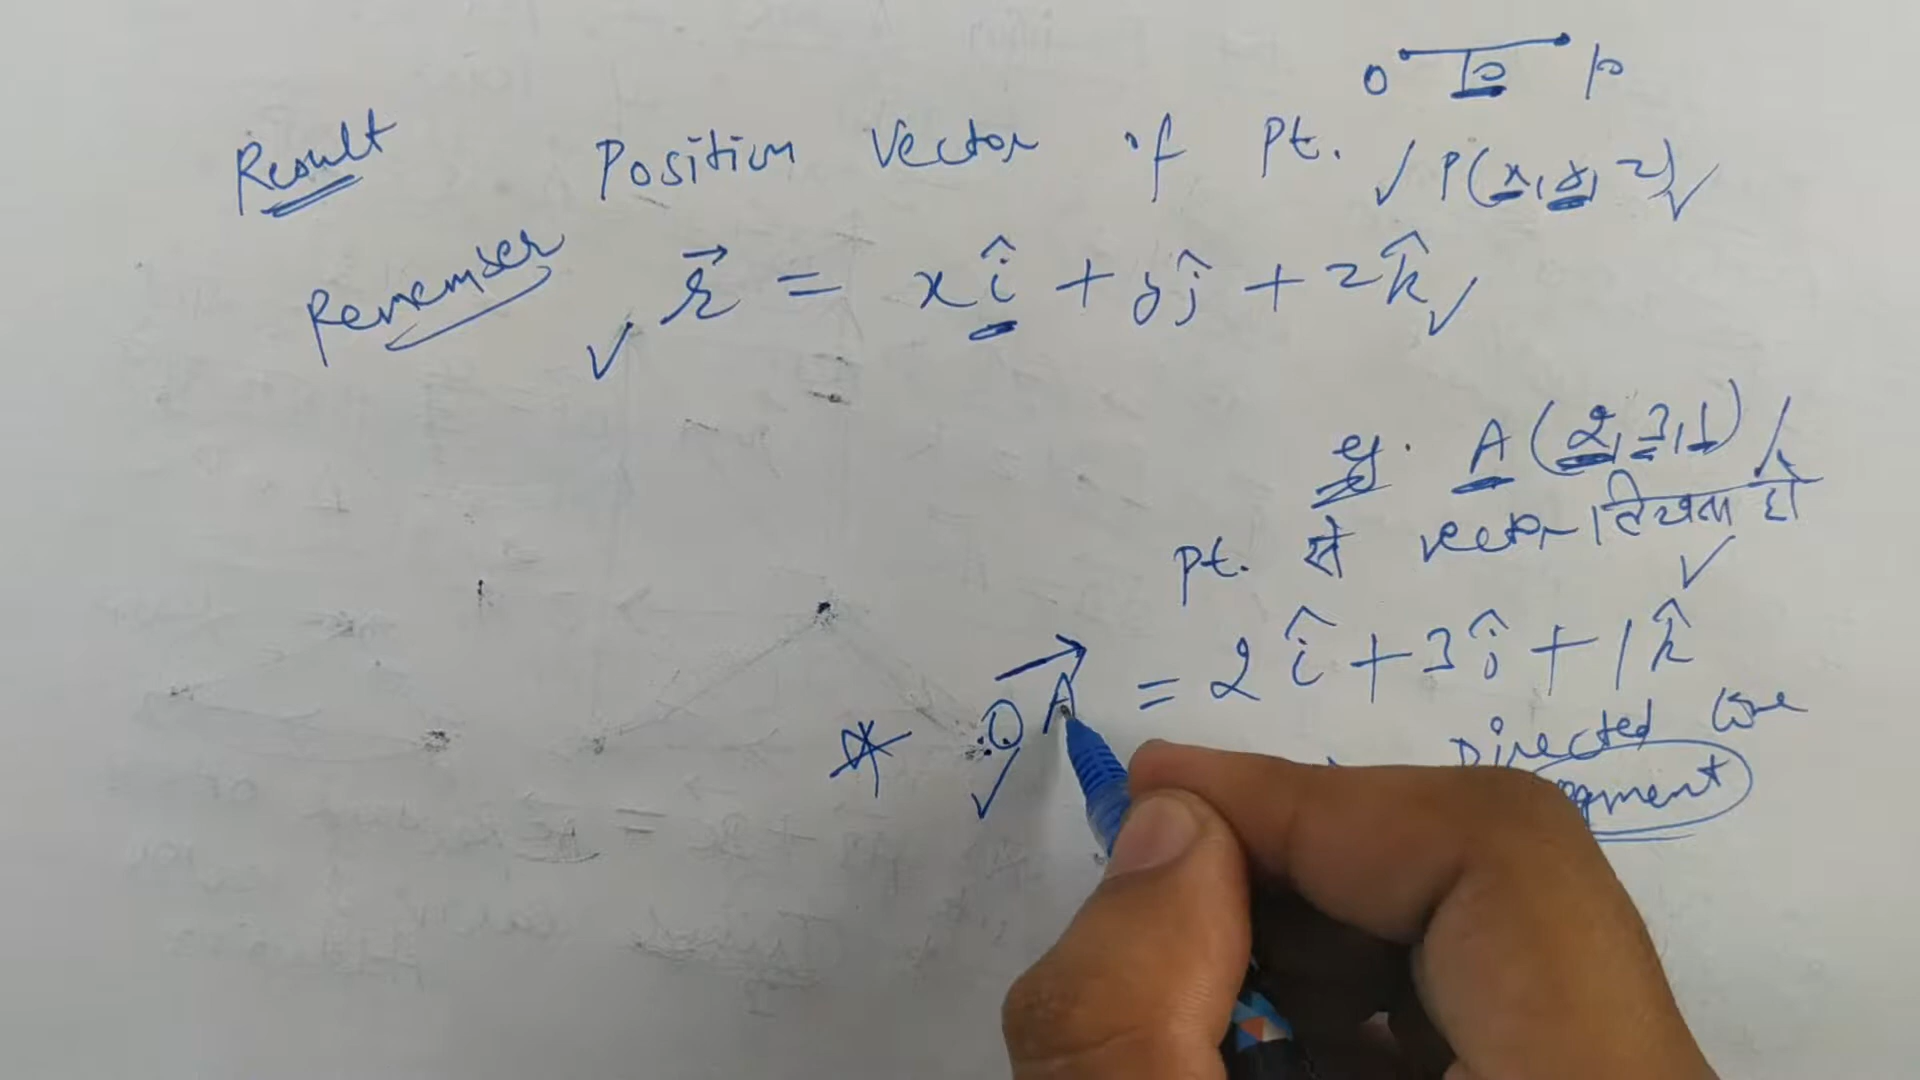 O P
Result Position Vector of Pt. P(x, y, z)
Remember r⃗ = xî + yĵ + zk̂
eg. A(2, 3, 1)
Pt. से vector लिखना हो
OA⃗ = 2î + 3ĵ + 1k̂
Directed Line